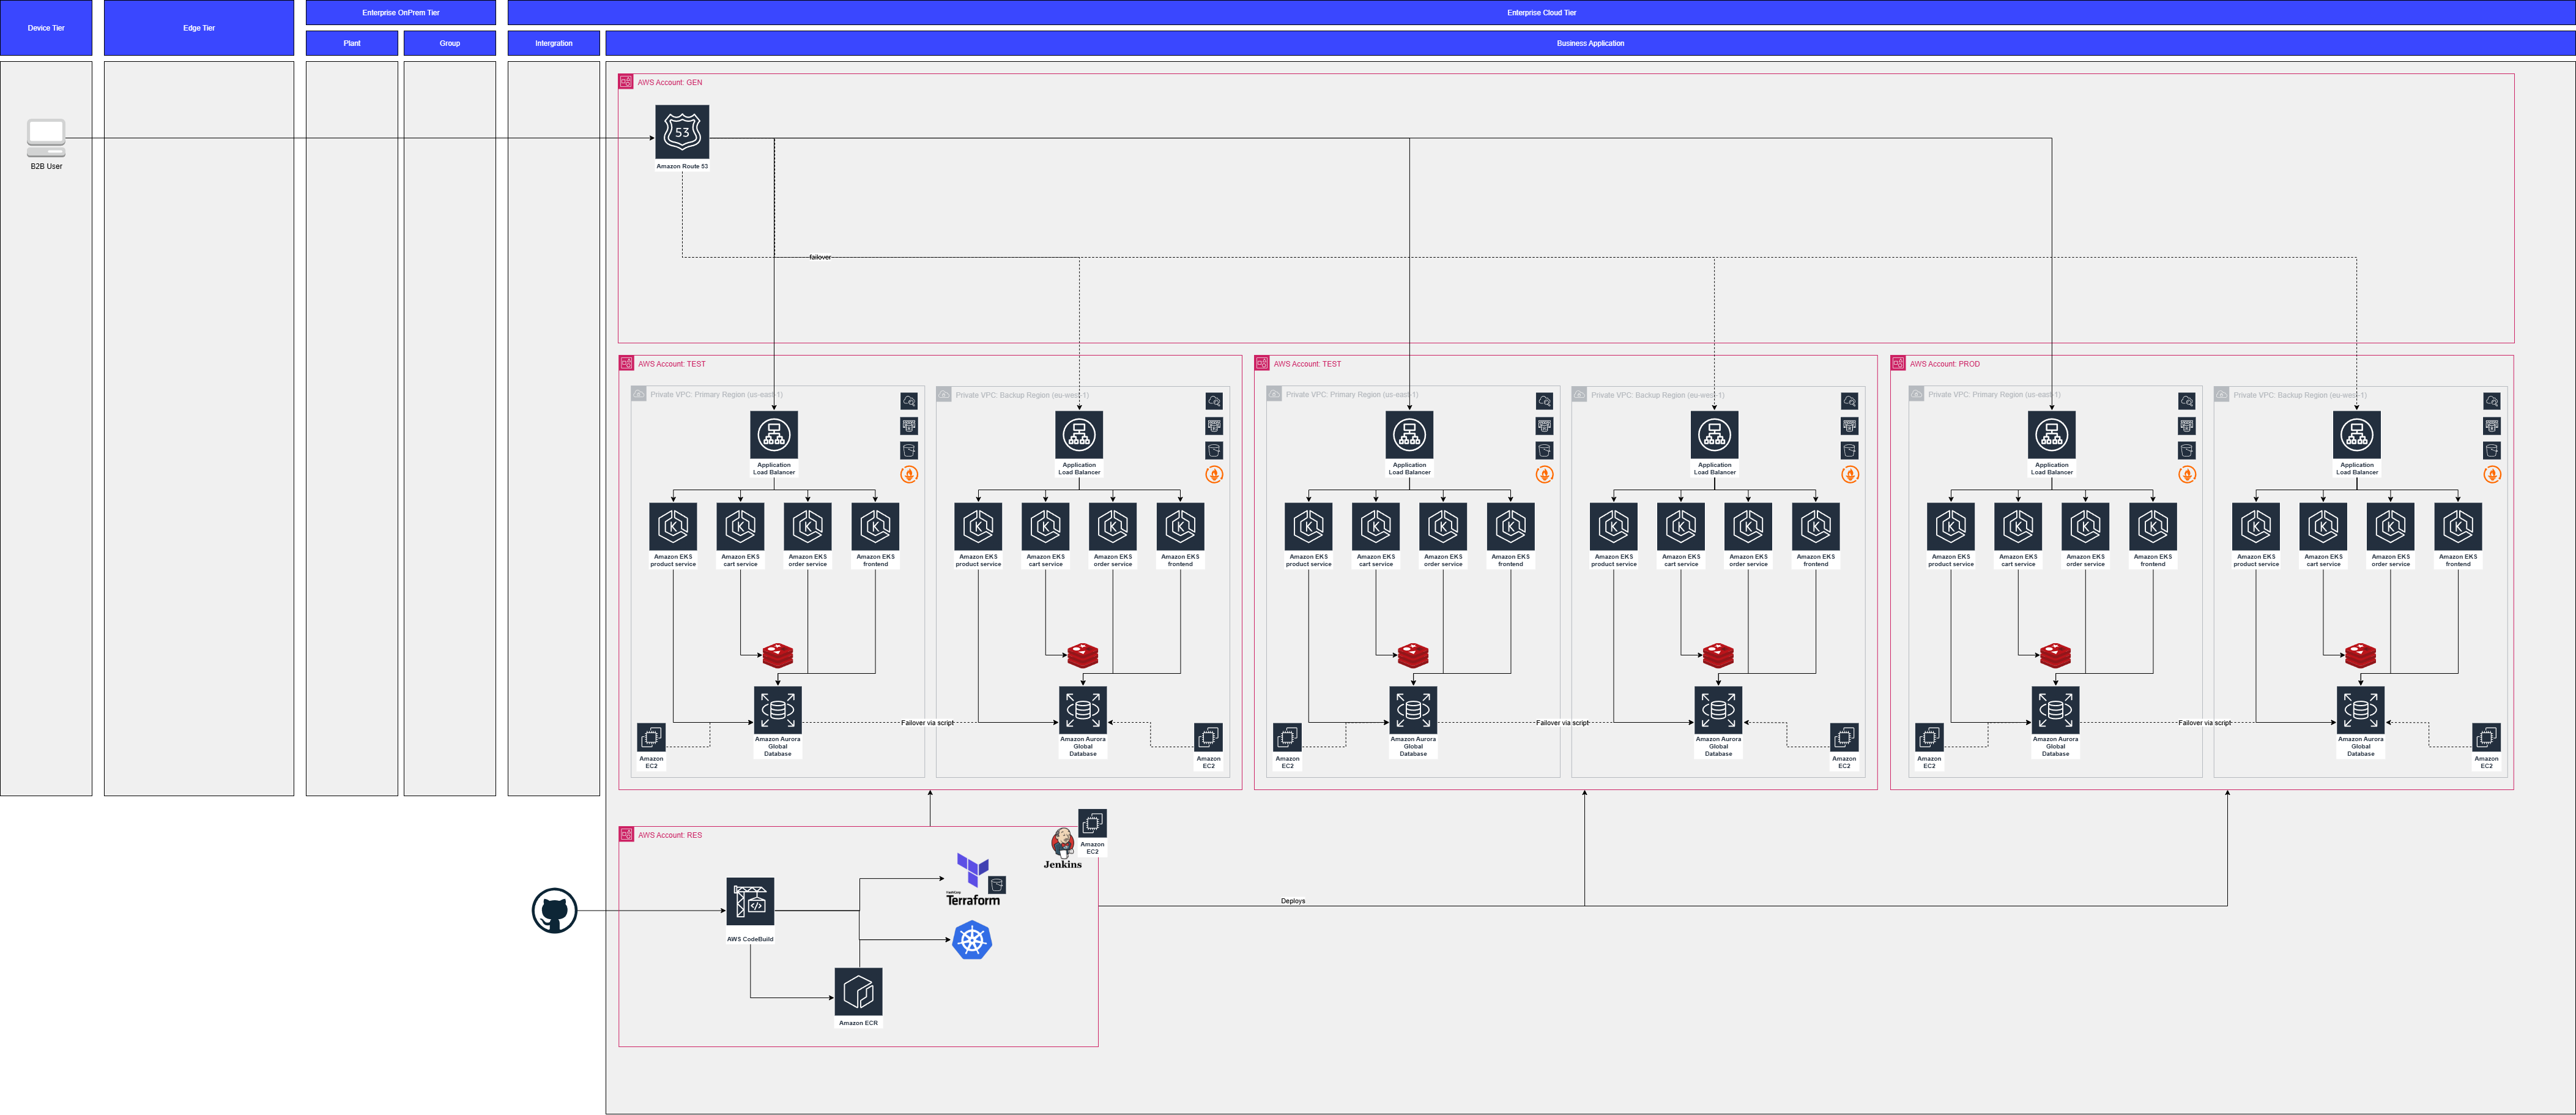 Device Tier
Edge Tier
Enterprise OnPrem Tier
Enterprise Cloud Tier
Plant
Group
Intergration
Business Application
AWS Account: GEN
53
B2B User
Amazon Route 53
failover
AWS Account: TEST
Private VPC: Primary Region (us-east-1)
Private VPC: Backup Region (eu-west-1)
Application
Load Balancer
Application
Load Balancer
Amazon EKS
product service
Amazon EKS
cart service
Amazon EKS
order service
Amazon EKS
frontend
Amazon EKS
product service
Amazon EKS
cart service
Amazon EKS
order service
Amazon EKS
frontend
Failover via script
Amazon
EC2
Amazon Aurora
Global
Database
Amazon Aurora
Global
Database
Amazon
EC2
AWS Account: TEST
Private VPC: Primary Region (us-east-1)
Private VPC: Backup Region (eu-west-1)
Application
Load Balancer
Application
Load Balancer
Amazon EKS
product service
Amazon EKS
cart service
Amazon EKS
order service
Amazon EKS
frontend
Amazon EKS
product service
Amazon EKS
cart service
Amazon EKS
order service
Amazon EKS
frontend
Failover via script
Amazon
EC2
Amazon Aurora
Global
Database
Amazon Aurora
Global
Database
Amazon
EC2
AWS Account: PROD
Private VPC: Primary Region (us-east-1)
Private VPC: Backup Region (eu-west-1)
Application
Load Balancer
Application
Load Balancer
Amazon EKS
product service
Amazon EKS
cart service
Amazon EKS
order service
Amazon EKS
frontend
Amazon EKS
product service
Amazon EKS
cart service
Amazon EKS
order service
Amazon EKS
frontend
Failover via script
Amazon
EC2
Amazon Aurora
Global
Database
Amazon Aurora
Global
Database
Amazon
EC2
AWS Account: RES
Amazon
EC2
Jenkins
HashiCorp
Terraform
AWS CodeBuild
Amazon ECR
Deploys